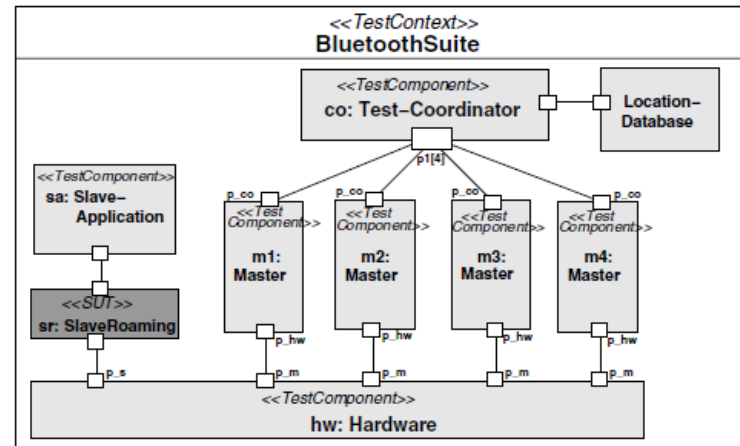 <<TestContext>>
BluetoothSuite
<<TestComponent>>
co: Test-Coordinator
Location-
Database
p1[4]
<<TestComponent>>
sa: Slave-
Application
p_co
p_co
p_co
p_co
<<Test
Component>>
m1:
Master
<<Test
Component>>
m2:
Master
<<Test
Component>>
m3:
Master
<<Test
Component>>
m4:
Master
<<SUT>>
sr: SlaveRoaming
p_hw
p_hw
p_hw
p_hw
p_s
p_m
p_m
p_m
p_m
<<TestComponent>>
hw: Hardware